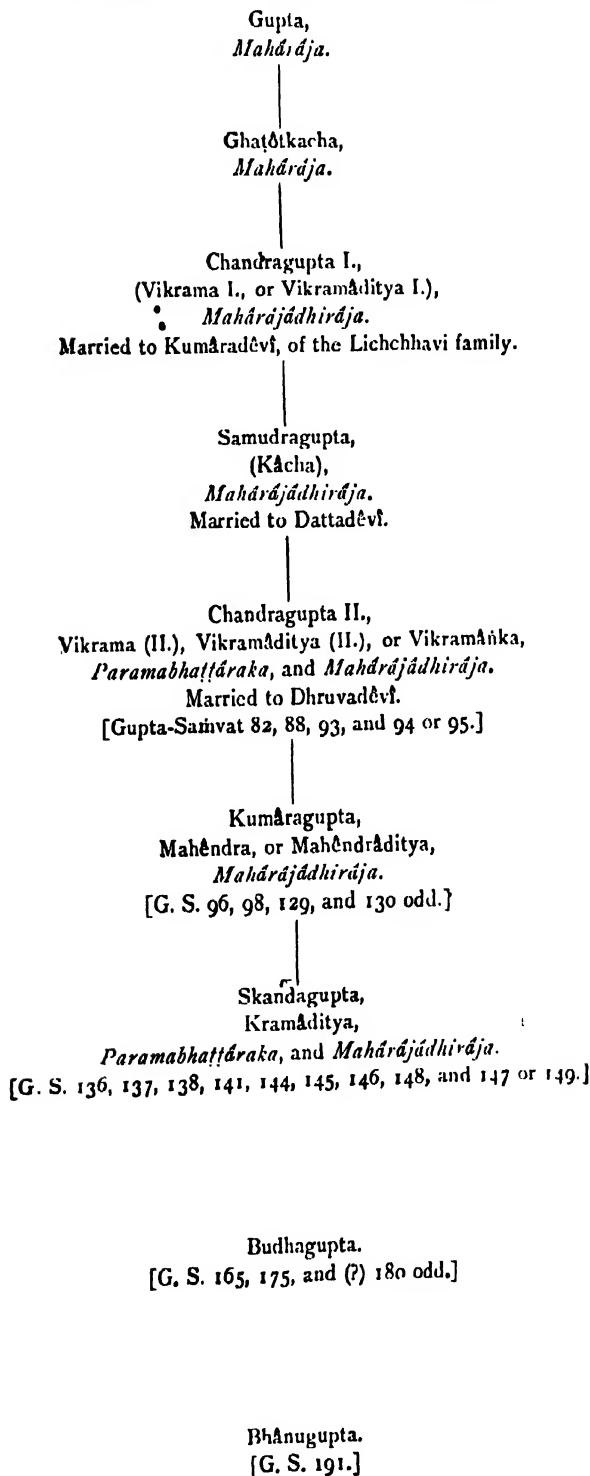 Gupta,
Mahârâja.
Ghaṭôtkacha,
Mahârâja.
Chandragupta I.,
(Vikrama I., or Vikramâditya I.),
Mahârâjâdhirâja.
Married to Kumâradêvî, of the Lichchhavi family.
Samudragupta,
(Kâcha),
Mahârâjâdhirâja.
Married to Dattadêvî.
Chandragupta II.,
Vikrama (II.), Vikramâditya (II.), or Vikramâṅka,
Paramabhaṭṭâraka, and Mahârâjâdhirâja.
Married to Dhruvadêvî.
[Gupta-Saṁvat 82, 88, 93, and 94 or 95.]
Kumâragupta,
Mahêndra, or Mahêndrâditya,
Mahârâjâdhirâja.
[G. S. 96, 98, 129, and 130 odd.]
Skandagupta,
Kramâditya,
Paramabhaṭṭâraka, and Mahârâjâdhirâja.
[G. S. 136, 137, 138, 141, 144, 145, 146, 148, and 147 or 149.]
Budhagupta.
[G. S. 165, 175, and (?) 180 odd.]
Bhânugupta.
[G. S. 191.]